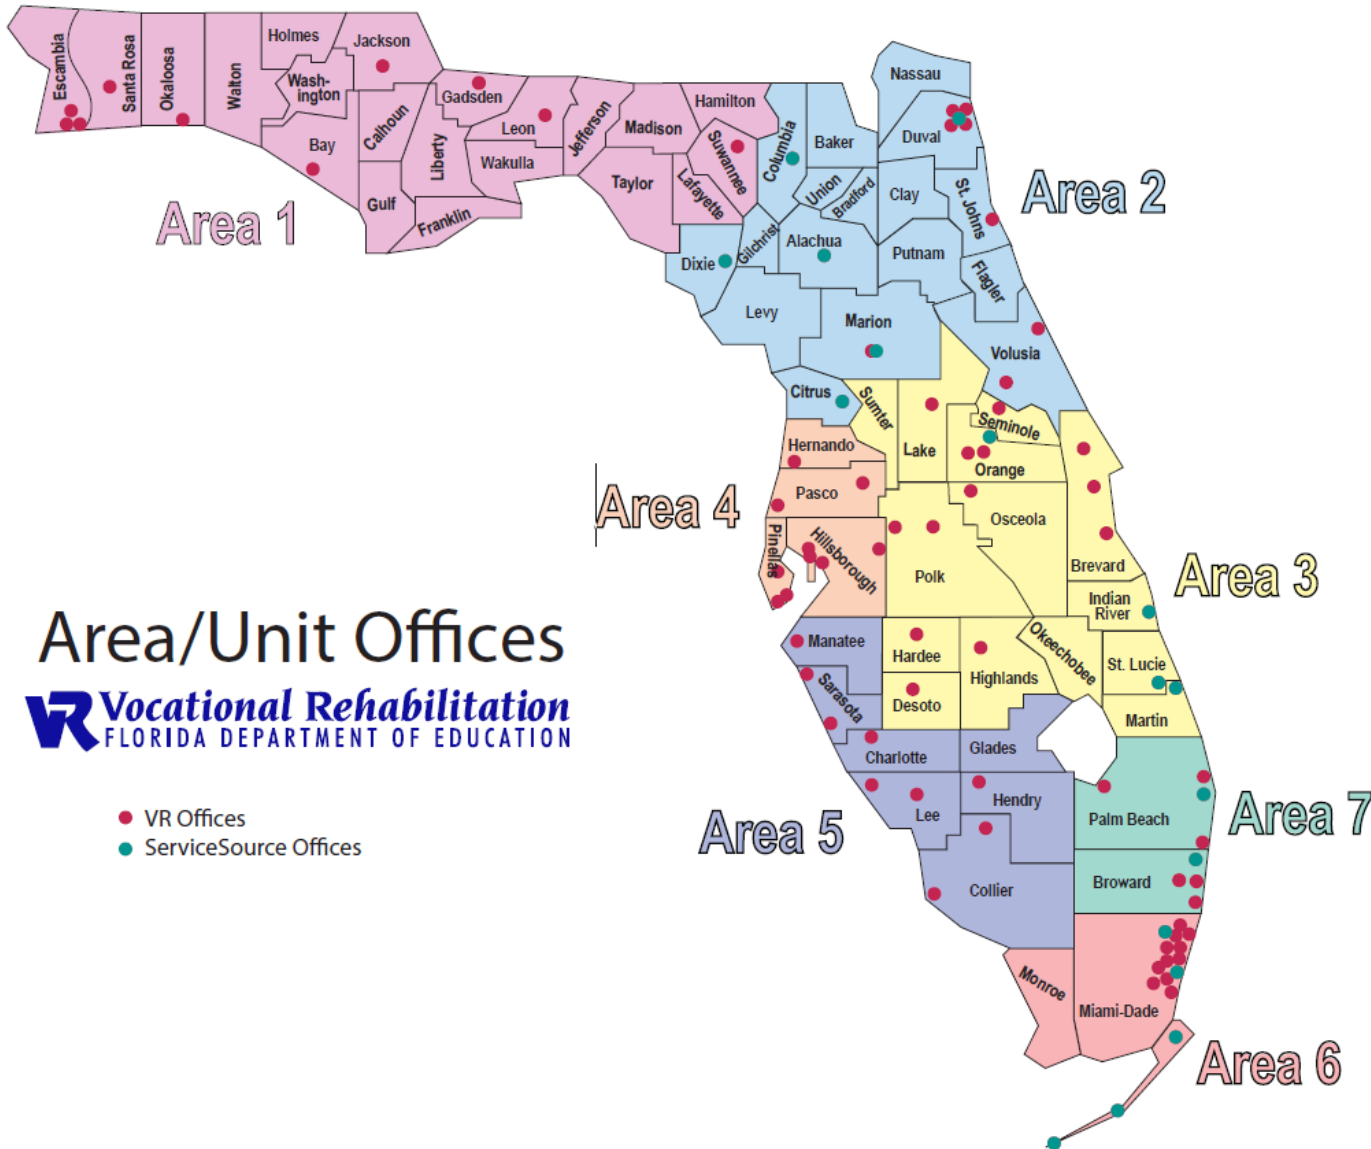 Holmes
Jackson
Escambia
Santa Rosa
Okaloosa
Walton
Wash-
ington
Bay
Calhoun
Gulf
Liberty
Gadsden
Leon
Wakulla
Franklin
Jefferson
Madison
Taylor
Hamilton
Suwannee
Lafayette
Area 1
Nassau
Duval
Baker
Columbia
Union
Bradford
Clay
St. Johns
Area 2
Dixie
Gilchrist
Alachua
Putnam
Flagler
Levy
Marion
Volusia
Citrus
Sumter
Lake
Seminole
Orange
Hernando
Pasco
Area 4
Pinellas
Hillsborough
Polk
Osceola
Brevard
Area 3
Indian
River
Area/Unit Offices
VR Vocational Rehabilitation
FLORIDA DEPARTMENT OF EDUCATION
VR Offices
ServiceSource Offices
Manatee
Hardee
Highlands
Okeechobee
St. Lucie
Sarasota
Desoto
Martin
Charlotte
Glades
Lee
Hendry
Area 5
Palm Beach
Area 7
Collier
Broward
Monroe
Miami-Dade
Area 6